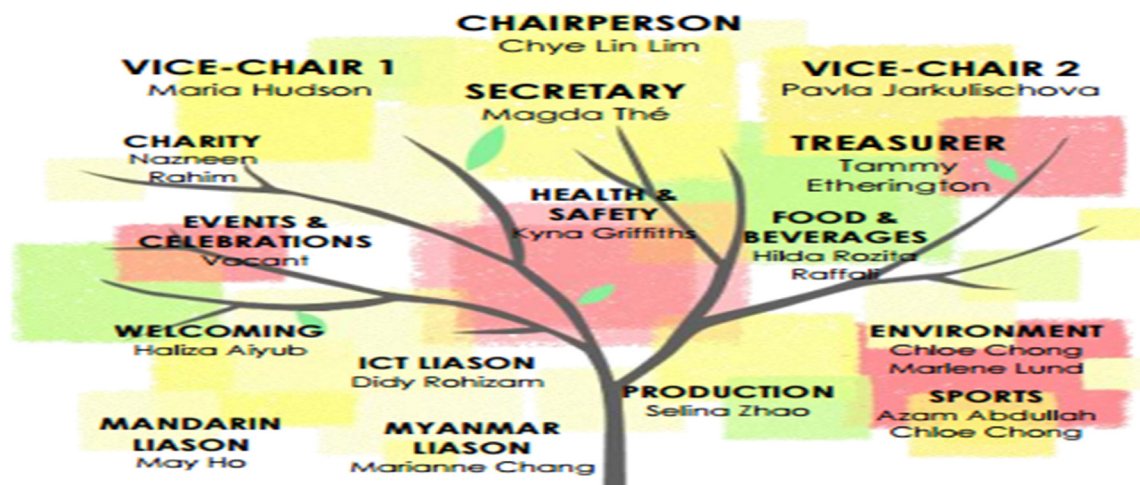 CHAIRPERSON
Chye Lin Lim
VICE-CHAIR 1
Maria Hudson
SECRETARY
Magda Thé
VICE-CHAIR 2
Pavla Jarkulischova
CHARITY
Nazneen
Rahim
TREASURER
Tammy
Etherington
HEALTH &
SAFETY
Kyna Griffiths
EVENTS &
CELEBRATIONS
Vacant
FOOD &
BEVERAGES
Hilda Rozita
Raffali
WELCOMING
Haliza Aiyub
ICT LIASON
Didy Rohizam
ENVIRONMENT
Chloe Chong
Marlene Lund
PRODUCTION
Selina Zhao
SPORTS
Azam Abdullah
Chloe Chong
MANDARIN
LIASON
May Ho
MYANMAR
LIASON
Marianne Chang